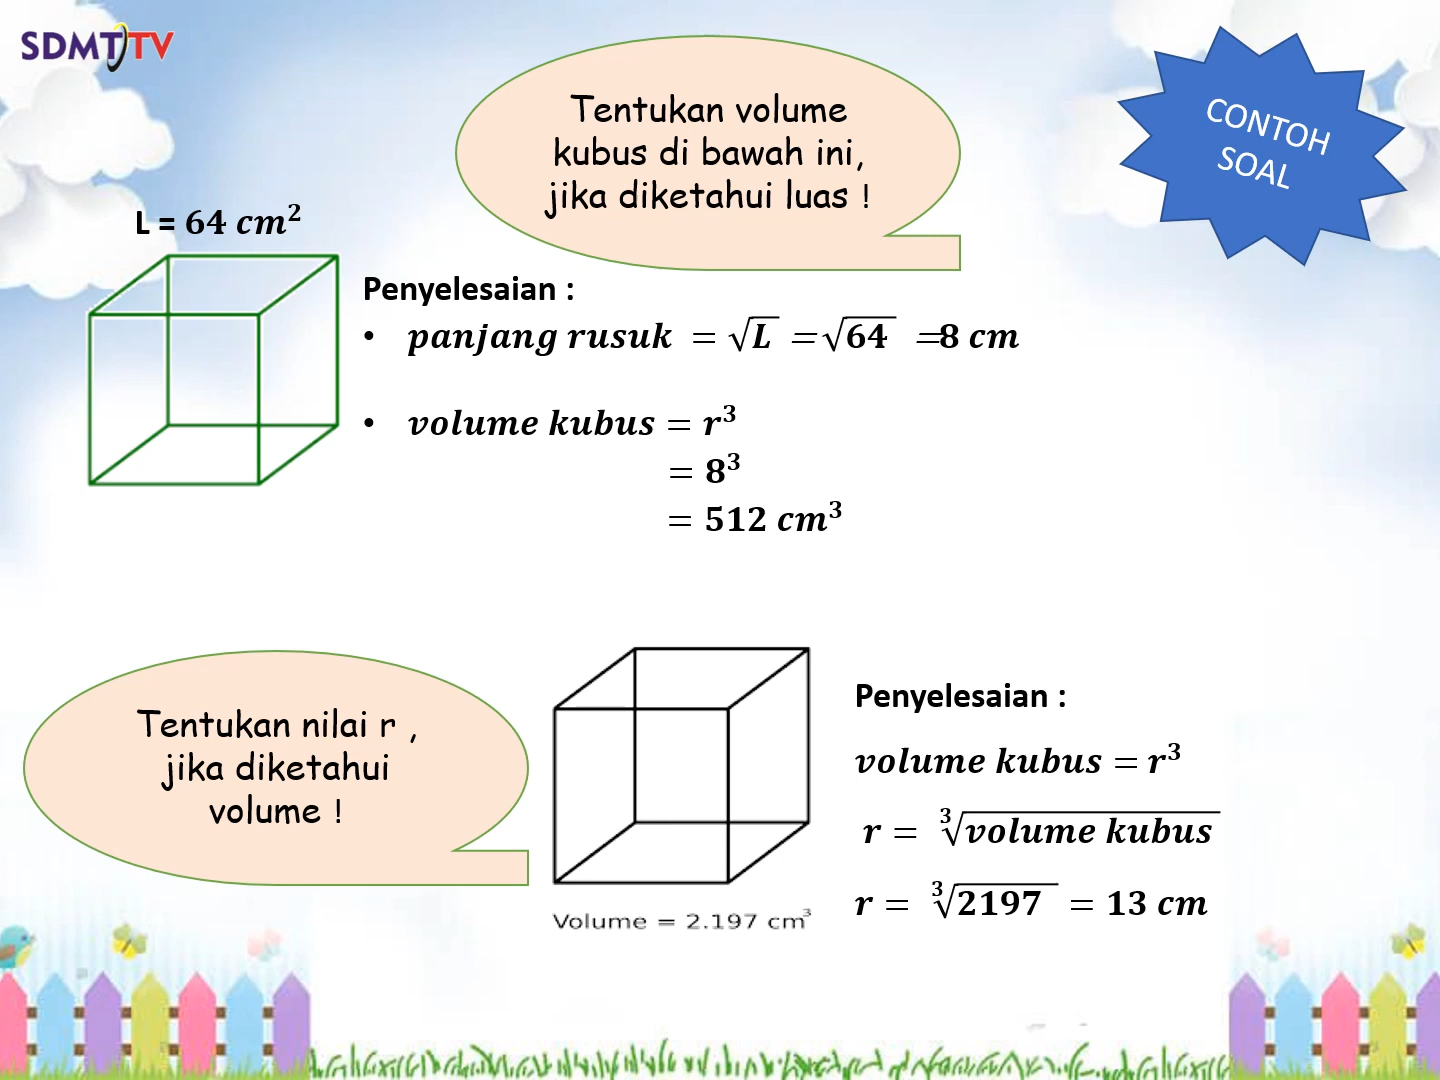 SDMT TV
Tentukan volume
kubus di bawah ini,
jika diketahui luas !
CONTOH
SOAL
L = 64 cm²
Penyelesaian :
• panjang rusuk = √L = √64 = 8 cm
• volume kubus = r³
= 8³
= 512 cm³
Tentukan nilai r ,
jika diketahui
volume !
Volume = 2.197 cm³
Penyelesaian :
volume kubus = r³
r = ∛volume kubus
r = ∛2197 = 13 cm